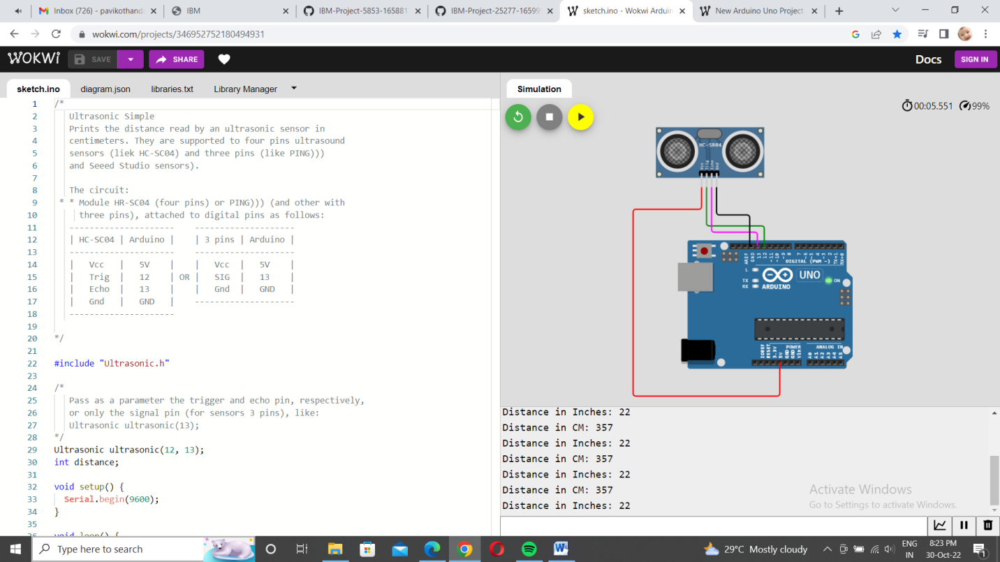 Inbox (726) - pavikothanda
IBM
IBM-Project-5853-165881
IBM-Project-25277-16599
sketch.ino - Wokwi Arduin
New Arduino Uno Project
wokwi.com/projects/346952752180494931
WOKWi
SAVE
SHARE
Docs
SIGN IN
sketch.ino
diagram.json
libraries.txt
Library Manager
Simulation
00:05.551
99%
1 /*
2 Ultrasonic Simple
3 Prints the distance read by an ultrasonic sensor in
4 centimeters. They are supported to four pins ultrasound
5 sensors (liek HC-SC04) and three pins (like PING)))
6 and Seeed Studio sensors).
7
8 The circuit:
9 * * Module HR-SC04 (four pins) or PING))) (and other with
10 three pins), attached to digital pins as follows:
11 --------------------- --------------------
12 | HC-SC04 | Arduino | | 3 pins | Arduino |
13 --------------------- --------------------
14 | Vcc | 5V | | Vcc | 5V |
15 | Trig | 12 | OR | SIG | 13 |
16 | Echo | 13 | | Gnd | GND |
17 | Gnd | GND | --------------------
18 ---------------------
19
20 */
21
22 #include "Ultrasonic.h"
23
24 /*
25 Pass as a parameter the trigger and echo pin, respectively,
26 or only the signal pin (for sensors 3 pins), like:
27 Ultrasonic ultrasonic(13);
28 */
29 Ultrasonic ultrasonic(12, 13);
30 int distance;
31
32 void setup() {
33 Serial.begin(9600);
34 }
35
void loop() {
HC-SR04
Vcc
Trig
Echo
Gnd
AREF
GND
13
12
~11
~10
~9
8
7
~6
~5
4
~3
2
TX→1
RX←0
DIGITAL (PWM ~)
L
TX
RX
ARDUINO
UNO
ON
IOREF
RESET
3.3V
5V
GND
GND
Vin
POWER
ANALOG IN
A0
A1
A2
A3
A4
A5
Distance in Inches: 22
Distance in CM: 357
Distance in Inches: 22
Distance in CM: 357
Distance in Inches: 22
Distance in CM: 357
Distance in Inches: 22
Activate Windows
Go to Settings to activate Windows.
Type here to search
29°C Mostly cloudy
ENG
IN
8:23 PM
30-Oct-22
1